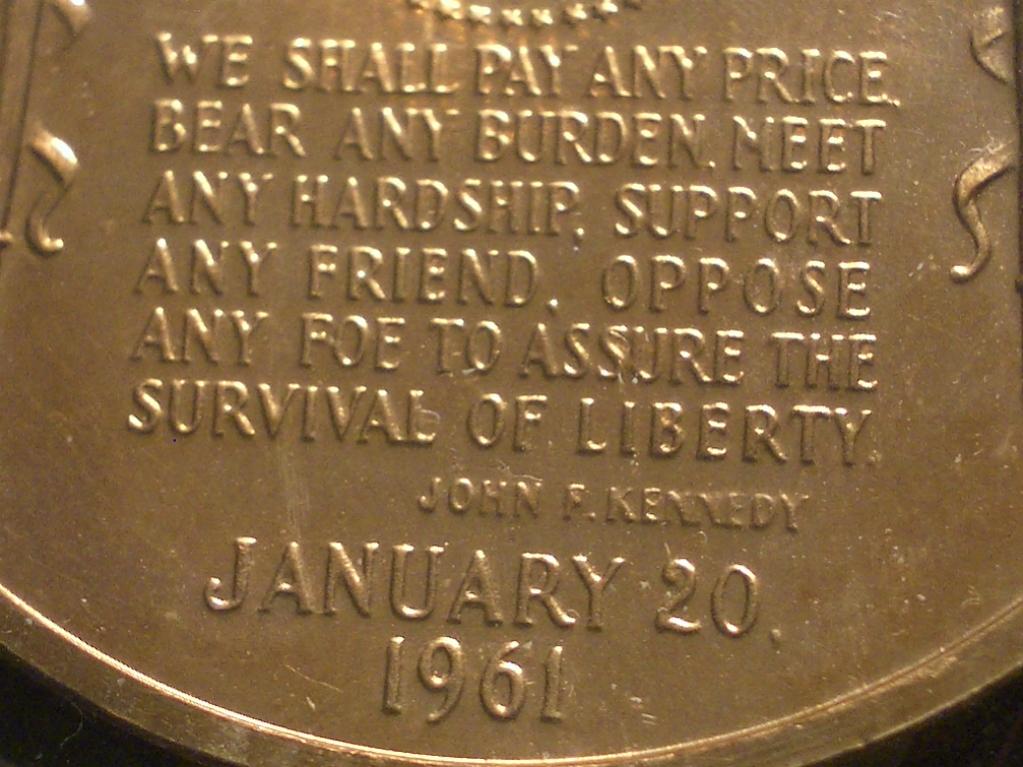 WE SHALL PAY ANY PRICE,
BEAR ANY BURDEN, MEET
ANY HARDSHIP, SUPPORT
ANY FRIEND, OPPOSE
ANY FOE TO ASSURE THE
SURVIVAL OF LIBERTY.
JOHN F. KENNEDY
JANUARY 20,
1961